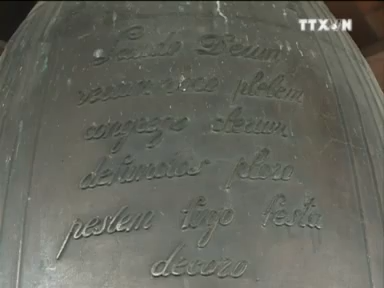 TTXVN
Laudo Deum
verum voco plebem
congrego clerum
defunctos ploro
pestem fugo festa
decoro